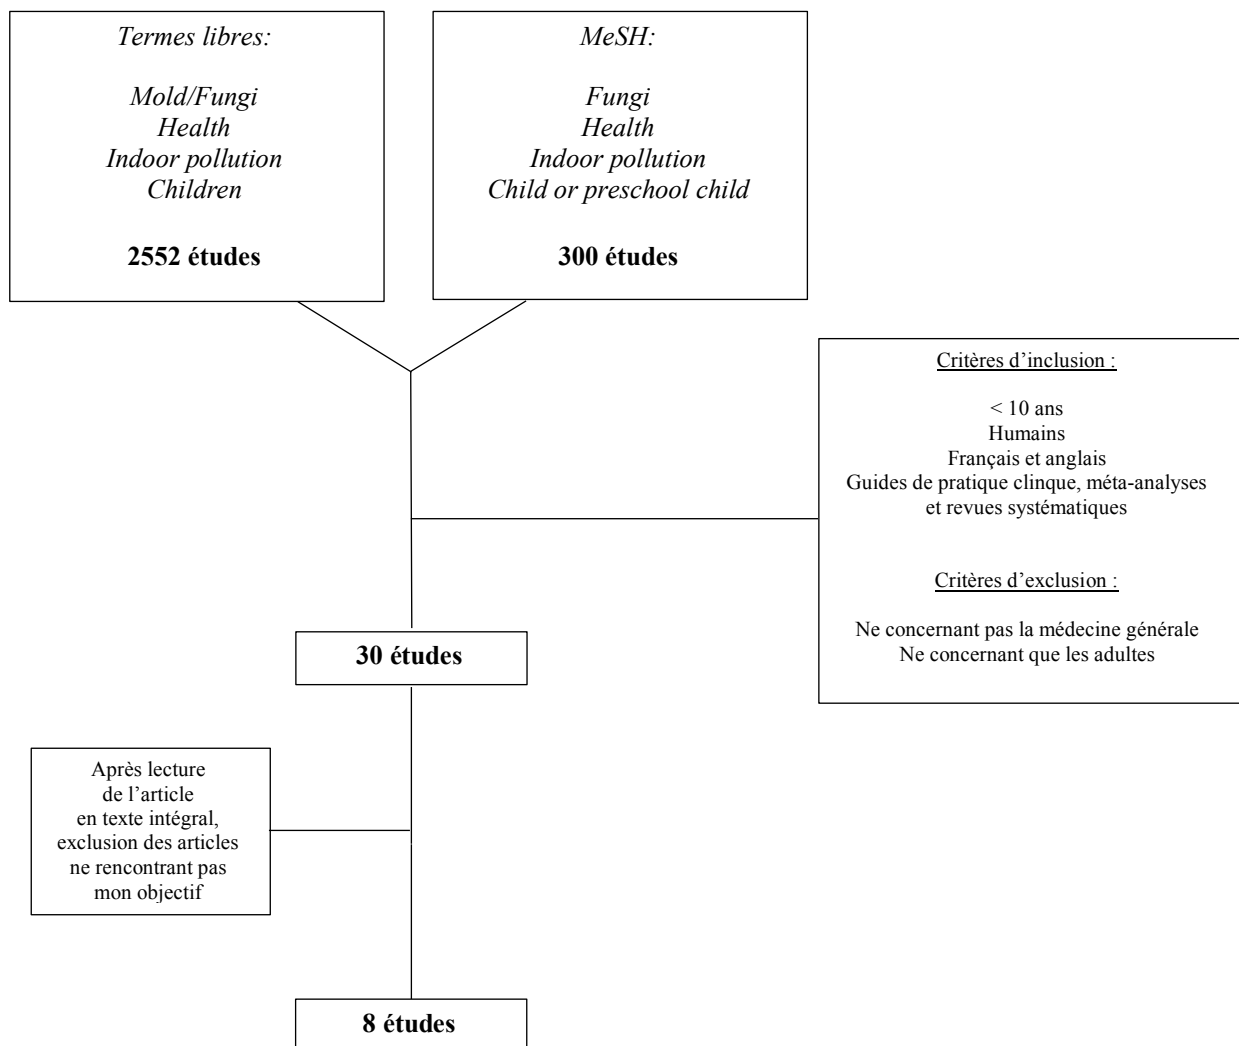 Termes libres:
Mold/Fungi
Health
Indoor pollution
Children
2552 études
MeSH:
Fungi
Health
Indoor pollution
Child or preschool child
300 études
Critères d’inclusion :
< 10 ans
Humains
Français et anglais
Guides de pratique clinque, méta-analyses
et revues systématiques
Critères d’exclusion :
Ne concernant pas la médecine générale
Ne concernant que les adultes
30 études
Après lecture
de l’article
en texte intégral,
exclusion des articles
ne rencontrant pas
mon objectif
8 études